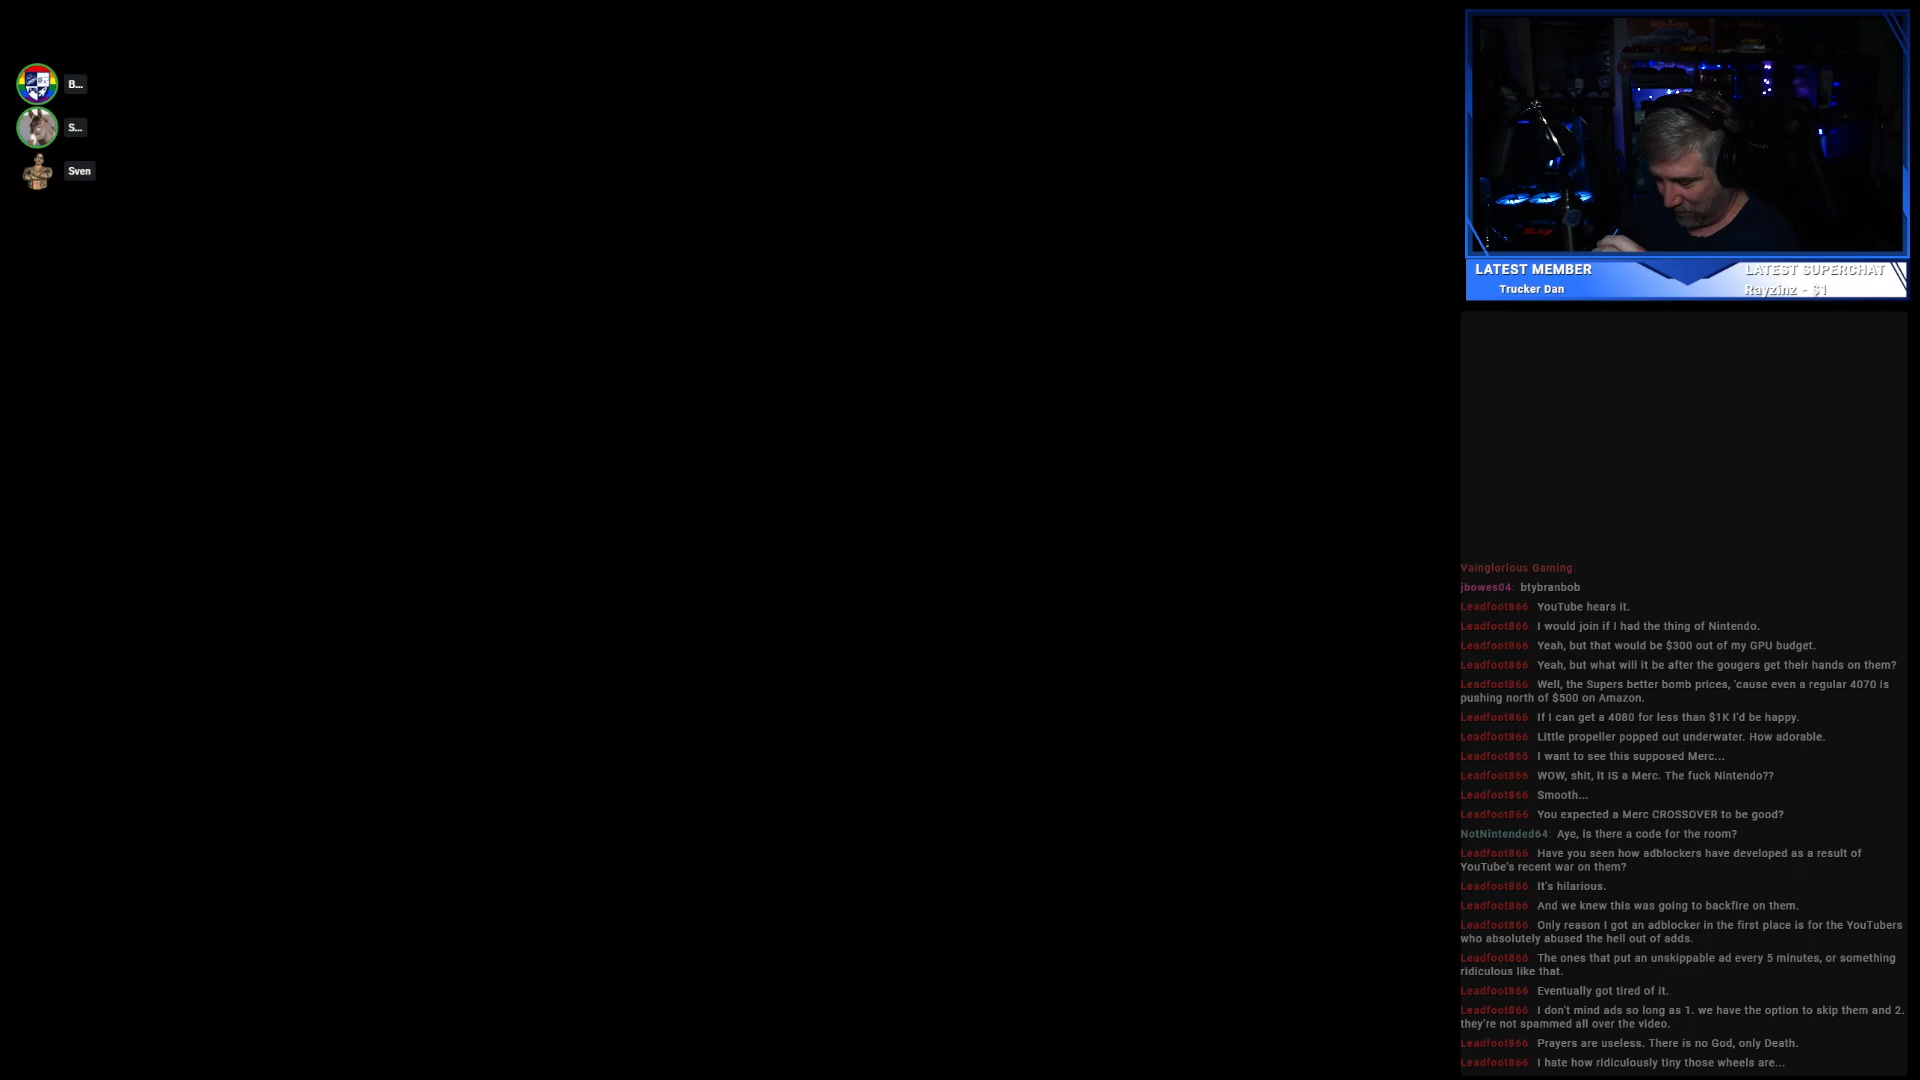 B...
S...
Sven
LATEST MEMBER
Trucker Dan
LATEST SUPERCHAT
Rayzinz - $1
Vainglorious Gaming:
jbowes04: btybranbob
Leadfoot866: YouTube hears it.
Leadfoot866: I would join if I had the thing of Nintendo.
Leadfoot866: Yeah, but that would be $300 out of my GPU budget.
Leadfoot866: Yeah, but what will it be after the gougers get their hands on them?
Leadfoot866: Well, the Supers better bomb prices, 'cause even a regular 4070 is
pushing north of $500 on Amazon.
Leadfoot866: If I can get a 4080 for less than $1K I'd be happy.
Leadfoot866: Little propeller popped out underwater. How adorable.
Leadfoot866: I want to see this supposed Merc...
Leadfoot866: WOW, shit, it IS a Merc. The fuck Nintendo??
Leadfoot866: Smooth...
Leadfoot866: You expected a Merc CROSSOVER to be good?
NotNintended64: Aye, is there a code for the room?
Leadfoot866: Have you seen how adblockers have developed as a result of
YouTube's recent war on them?
Leadfoot866: It's hilarious.
Leadfoot866: And we knew this was going to backfire on them.
Leadfoot866: Only reason I got an adblocker in the first place is for the YouTubers
who absolutely abused the hell out of adds.
Leadfoot866: The ones that put an unskippable ad every 5 minutes, or something
ridiculous like that.
Leadfoot866: Eventually got tired of it.
Leadfoot866: I don't mind ads so long as 1. we have the option to skip them and 2.
they're not spammed all over the video.
Leadfoot866: Prayers are useless. There is no God, only Death.
Leadfoot866: I hate how ridiculously tiny those wheels are...